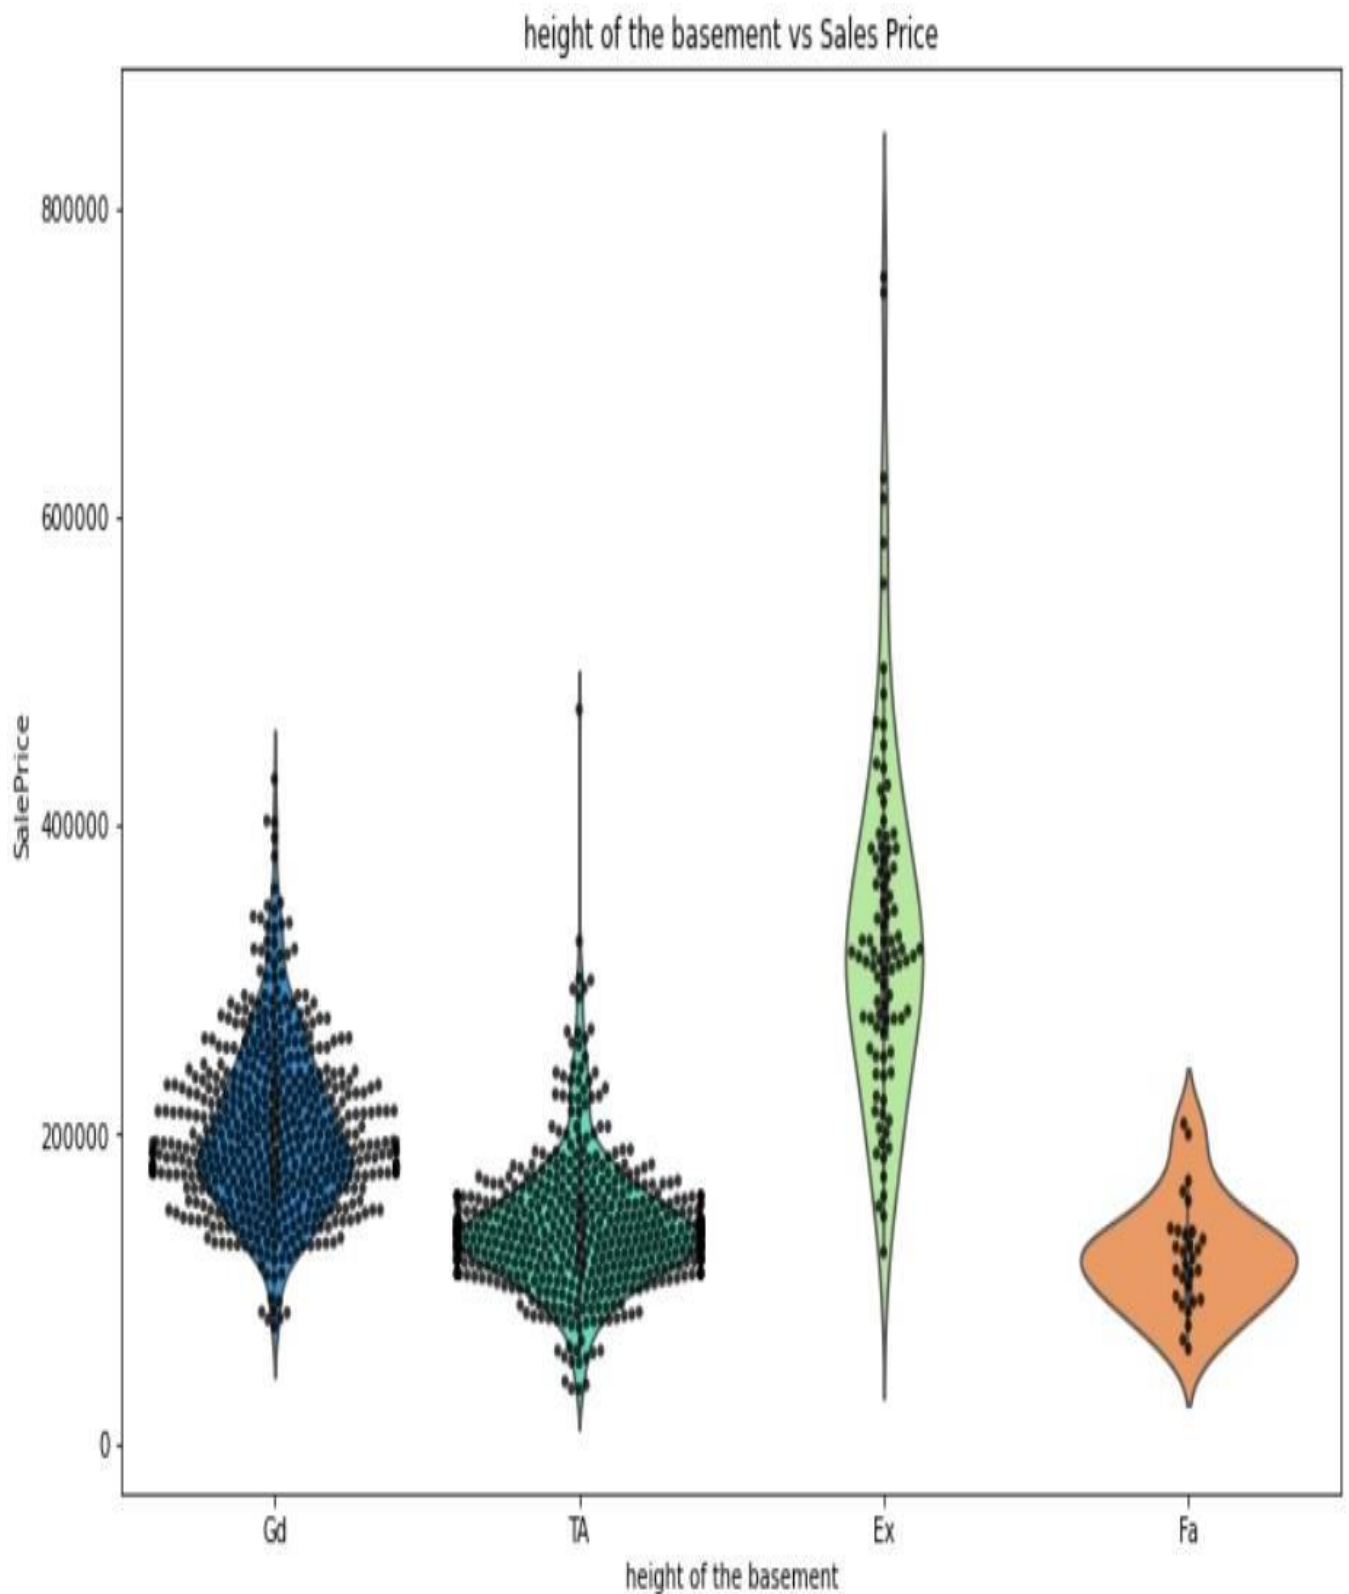 height of the basement vs Sales Price
800000
600000
400000
200000
0
SalePrice
Gd TA Ex Fa
height of the basement